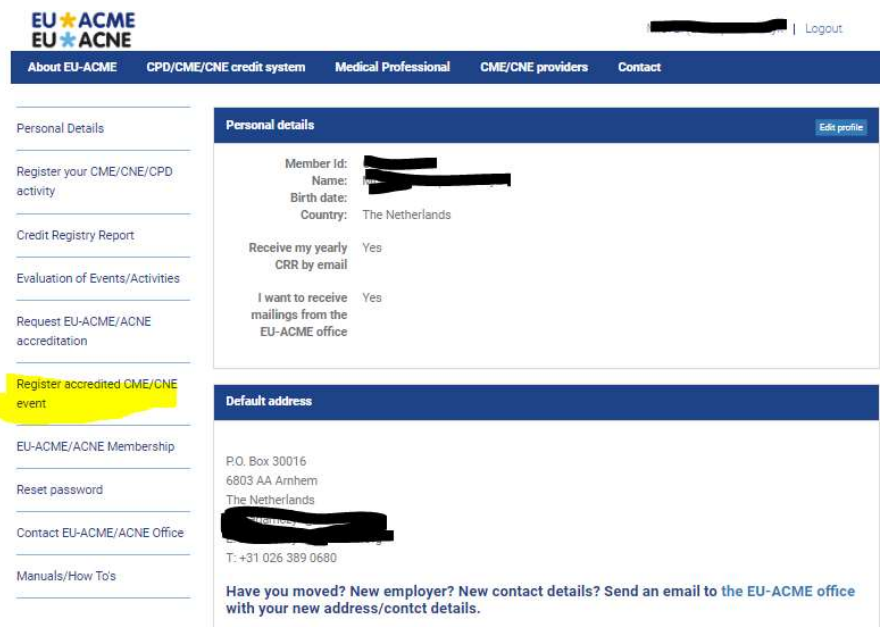 EU ACME
EU ACNE
| Logout
About EU-ACME CPD/CME/CNE credit system Medical Professional CME/CNE providers Contact
Personal Details
Register your CME/CNE/CPD
activity
Credit Registry Report
Evaluation of Events/Activities
Request EU-ACME/ACNE
accreditation
Register accredited CME/CNE
event
EU-ACME/ACNE Membership
Reset password
Contact EU-ACME/ACNE Office
Manuals/How To's
Personal details Edit profile
Member Id:
Name:
Birth date:
Country: The Netherlands
Receive my yearly Yes
CRR by email
I want to receive Yes
mailings from the
EU-ACME office
Default address
P.O. Box 30016
6803 AA Arnhem
The Netherlands
T: +31 026 389 0680
Have you moved? New employer? New contact details? Send an email to the EU-ACME office
with your new address/contct details.